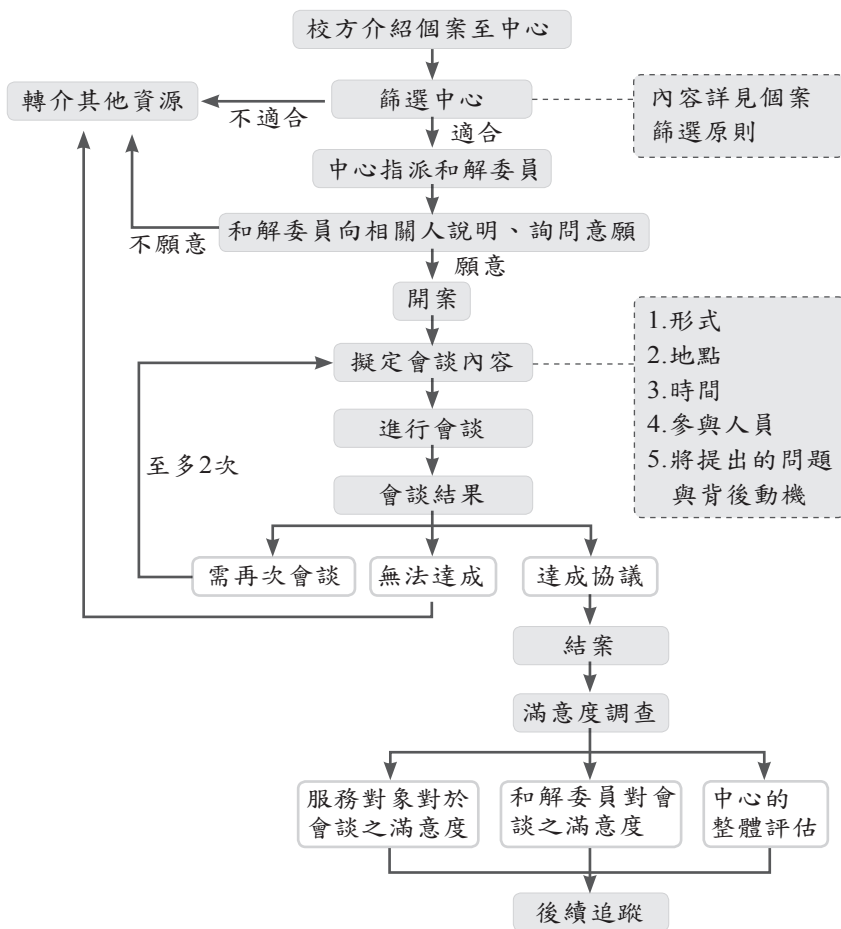 校方介紹個案至中心
轉介其他資源
不適合
篩選中心
內容詳見個案
篩選原則
適合
中心指派和解委員
不願意
和解委員向相關人說明、詢問意願
願意
開案
擬定會談內容
1.形式
2.地點
3.時間
4.參與人員
5.將提出的問題
與背後動機
進行會談
至多2次
會談結果
需再次會談
無法達成
達成協議
結案
滿意度調查
服務對象對於
會談之滿意度
和解委員對會
談之滿意度
中心的
整體評估
後續追蹤